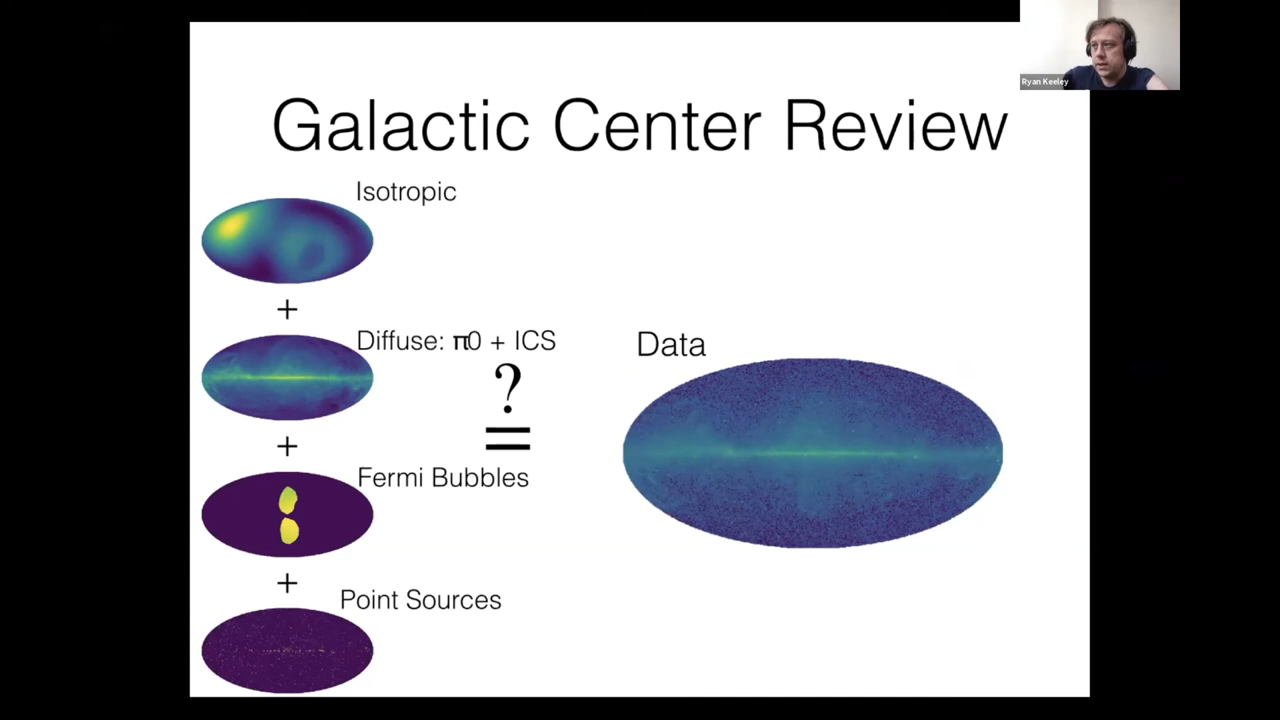 Ryan Keeley
Galactic Center Review
Isotropic
+
Diffuse: π0 + ICS
?
=
Data
+
Fermi Bubbles
+
Point Sources